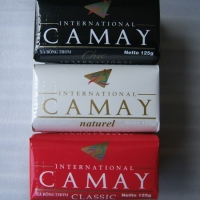 INTERNATIONAL
CAMAY
XÀ BÔNG THƠM
Netto 125g
INTERNATIONAL
CAMAY
naturel
INTERNATIONAL
CAMAY
XÀ BÔNG THƠM
Netto 125g
CLASSIC